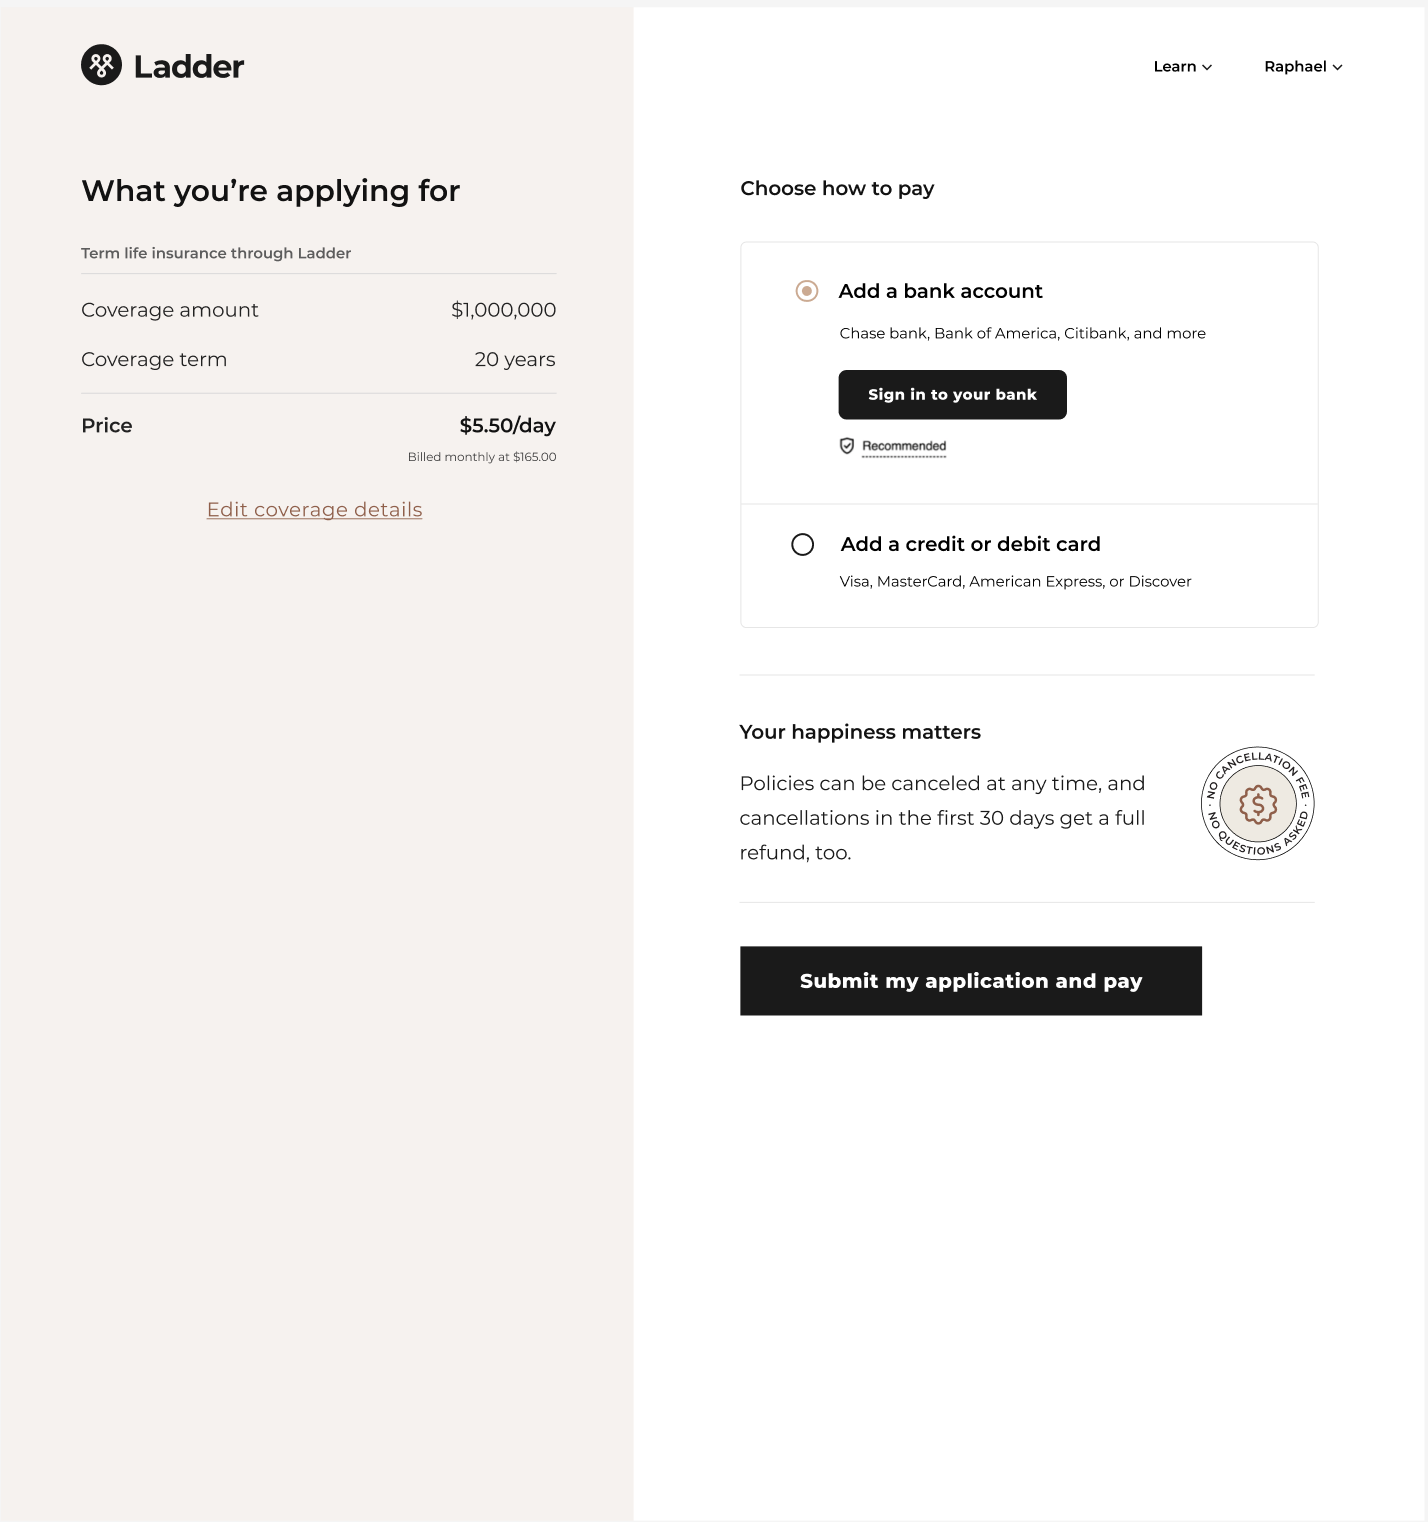 Ladder
Learn
Raphael
What you’re applying for
Term life insurance through Ladder
Coverage amount $1,000,000
Coverage term 20 years
Price $5.50/day
Billed monthly at $165.00
Edit coverage details
Choose how to pay
Add a bank account
Chase bank, Bank of America, Citibank, and more
Sign in to your bank
Recommended
Add a credit or debit card
Visa, MasterCard, American Express, or Discover
Your happiness matters
Policies can be canceled at any time, and
cancellations in the first 30 days get a full
refund, too.
· NO CANCELLATION FEE ·
NO QUESTIONS ASKED
$
Submit my application and pay